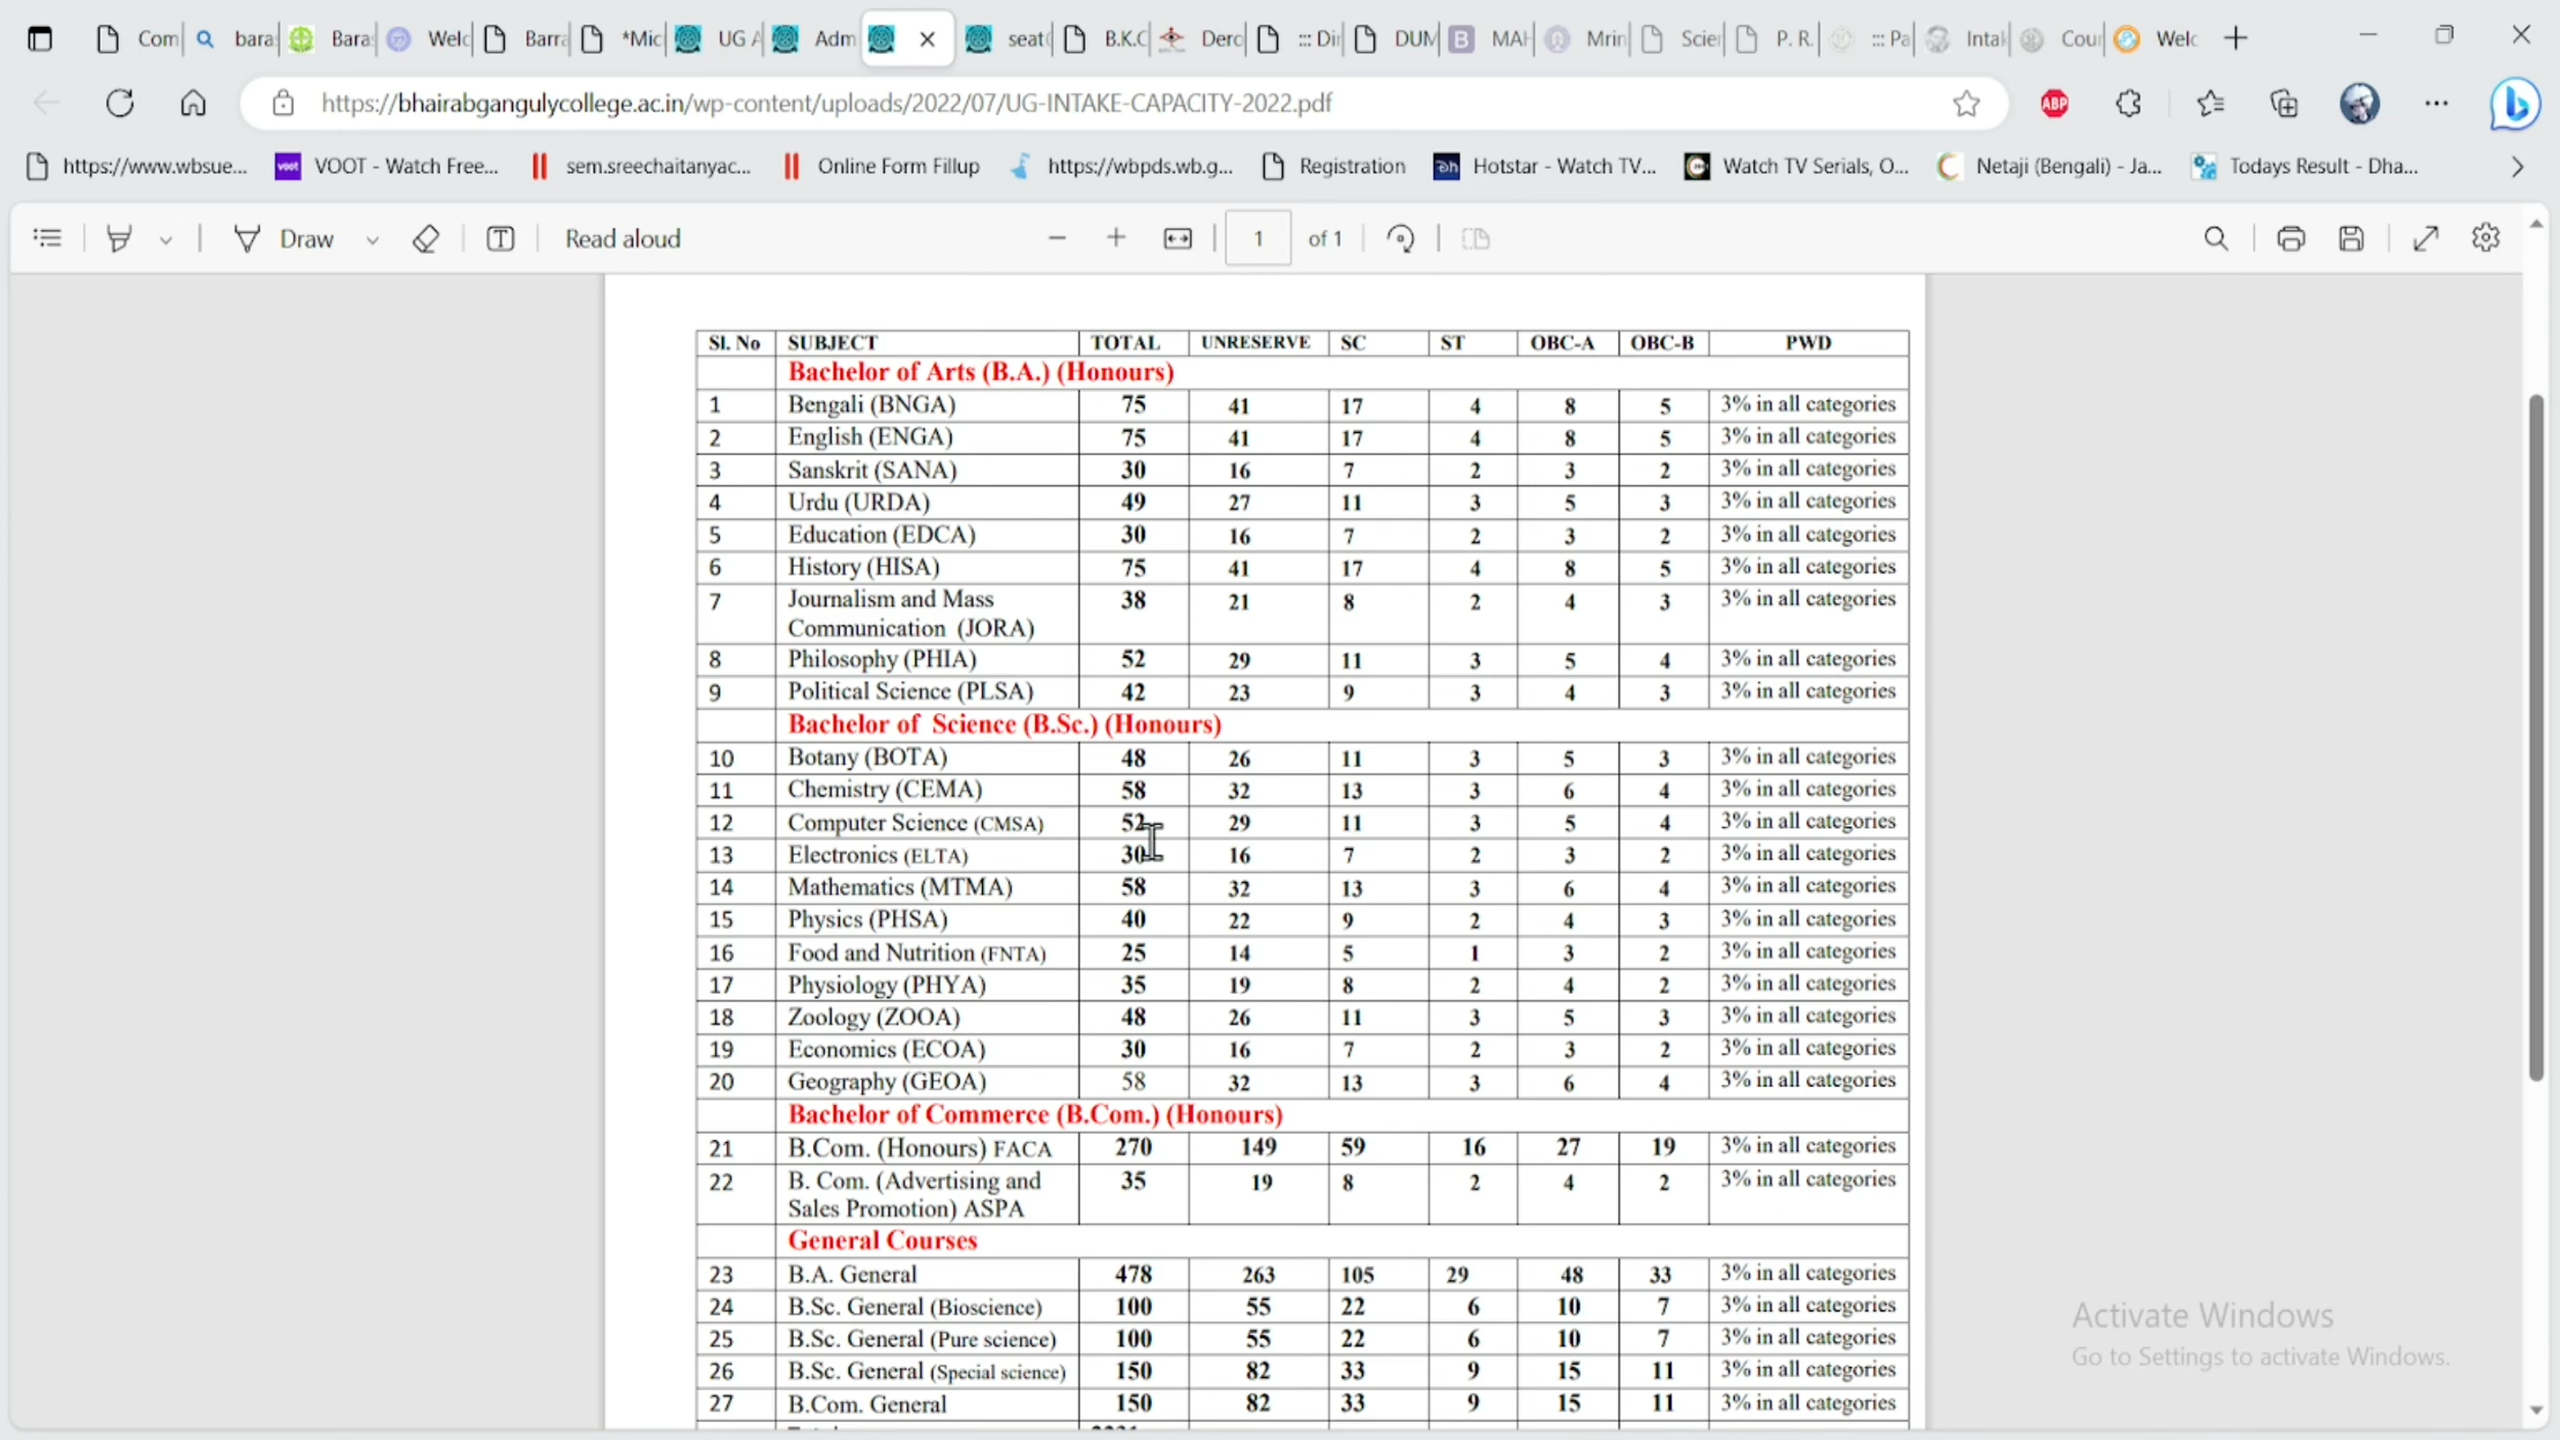 Com bara Bara Welc Barra *Mic UG A Adm seat( B.K.C Dero ::: Dir DUM MAH Mrin Scier P. R. ::: Pa Intak Cour Welc
https://bhairabgangulycollege.ac.in/wp-content/uploads/2022/07/UG-INTAKE-CAPACITY-2022.pdf ABP
https://www.wbsue... VOOT - Watch Free... sem.sreechaitanyac... Online Form Fillup https://wbpds.wb.g... Registration Hotstar - Watch TV... Watch TV Serials, O... Netaji (Bengali) - Ja... Todays Result - Dha...
Draw Read aloud 1 of 1
Sl. No SUBJECT TOTAL UNRESERVE SC ST OBC-A OBC-B PWD
Bachelor of Arts (B.A.) (Honours)
1 Bengali (BNGA) 75 41 17 4 8 5 3% in all categories
2 English (ENGA) 75 41 17 4 8 5 3% in all categories
3 Sanskrit (SANA) 30 16 7 2 3 2 3% in all categories
4 Urdu (URDA) 49 27 11 3 5 3 3% in all categories
5 Education (EDCA) 30 16 7 2 3 2 3% in all categories
6 History (HISA) 75 41 17 4 8 5 3% in all categories
7 Journalism and Mass 38 21 8 2 4 3 3% in all categories
Communication (JORA)
8 Philosophy (PHIA) 52 29 11 3 5 4 3% in all categories
9 Political Science (PLSA) 42 23 9 3 4 3 3% in all categories
Bachelor of Science (B.Sc.) (Honours)
10 Botany (BOTA) 48 26 11 3 5 3 3% in all categories
11 Chemistry (CEMA) 58 32 13 3 6 4 3% in all categories
12 Computer Science (CMSA) 52 29 11 3 5 4 3% in all categories
13 Electronics (ELTA) 30 16 7 2 3 2 3% in all categories
14 Mathematics (MTMA) 58 32 13 3 6 4 3% in all categories
15 Physics (PHSA) 40 22 9 2 4 3 3% in all categories
16 Food and Nutrition (FNTA) 25 14 5 1 3 2 3% in all categories
17 Physiology (PHYA) 35 19 8 2 4 2 3% in all categories
18 Zoology (ZOOA) 48 26 11 3 5 3 3% in all categories
19 Economics (ECOA) 30 16 7 2 3 2 3% in all categories
20 Geography (GEOA) 58 32 13 3 6 4 3% in all categories
Bachelor of Commerce (B.Com.) (Honours)
21 B.Com. (Honours) FACA 270 149 59 16 27 19 3% in all categories
22 B. Com. (Advertising and 35 19 8 2 4 2 3% in all categories
Sales Promotion) ASPA
General Courses
23 B.A. General 478 263 105 29 48 33 3% in all categories
24 B.Sc. General (Bioscience) 100 55 22 6 10 7 3% in all categories
25 B.Sc. General (Pure science) 100 55 22 6 10 7 3% in all categories
26 B.Sc. General (Special science) 150 82 33 9 15 11 3% in all categories
27 B.Com. General 150 82 33 9 15 11 3% in all categories
Activate Windows
Go to Settings to activate Windows.